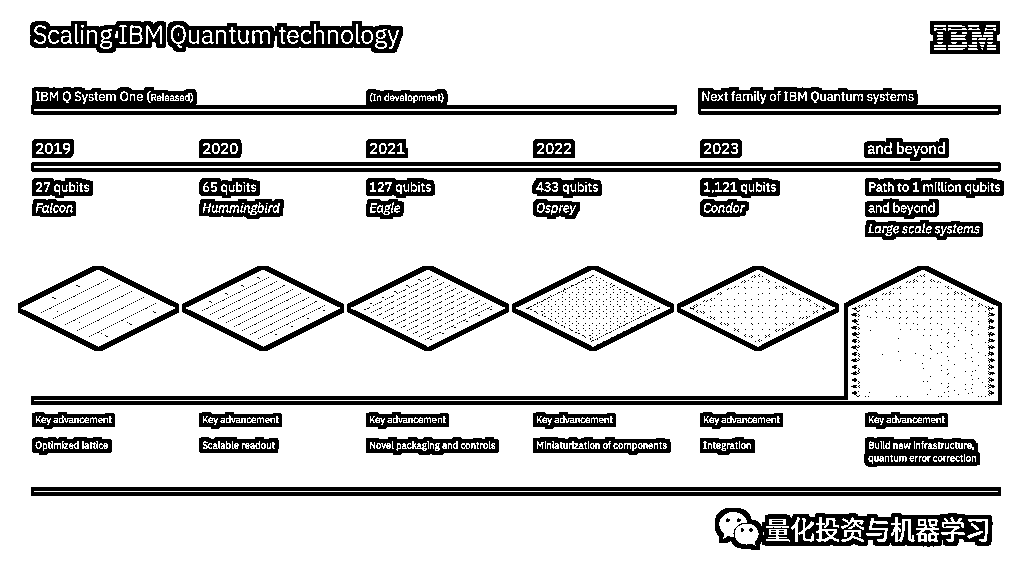 Scaling IBM Quantum technology
IBM
IBM Q System One (Released)
(In development)
Next family of IBM Quantum systems
2019
2020
2021
2022
2023
and beyond
27 qubits
65 qubits
127 qubits
433 qubits
1,121 qubits
Path to 1 million qubits
and beyond
Falcon
Hummingbird
Eagle
Osprey
Condor
Large scale systems
Key advancement
Key advancement
Key advancement
Key advancement
Key advancement
Key advancement
Optimized lattice
Scalable readout
Novel packaging and controls
Miniaturization of components
Integration
Build new infrastructure,
quantum error correction
量化投资与机器学习